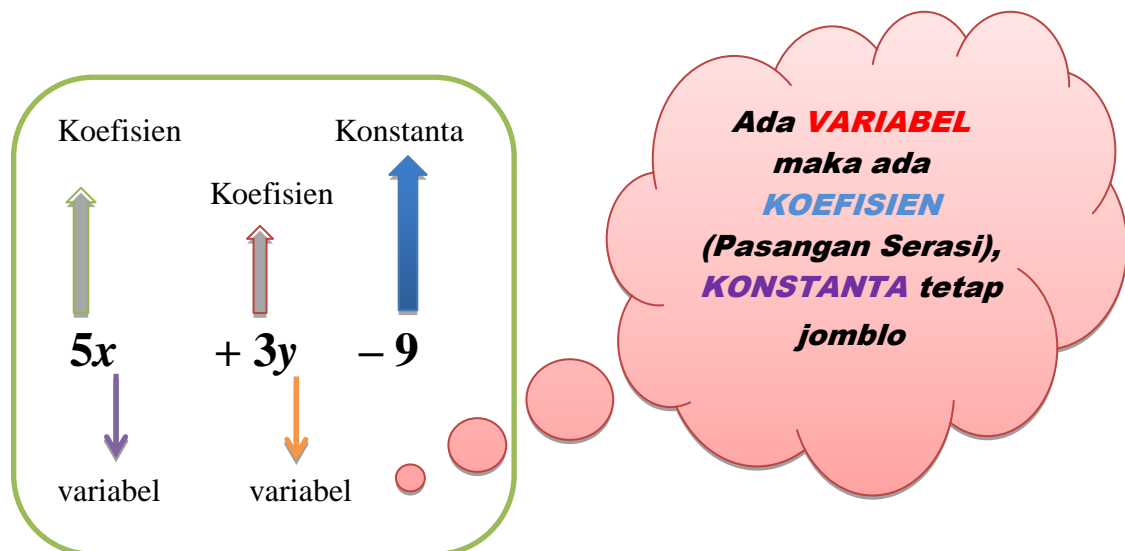 Koefisien
Konstanta
Koefisien
5x + 3y – 9
variabel
variabel
Ada VARIABEL
maka ada
KOEFISIEN
(Pasangan Serasi),
KONSTANTA tetap
jomblo